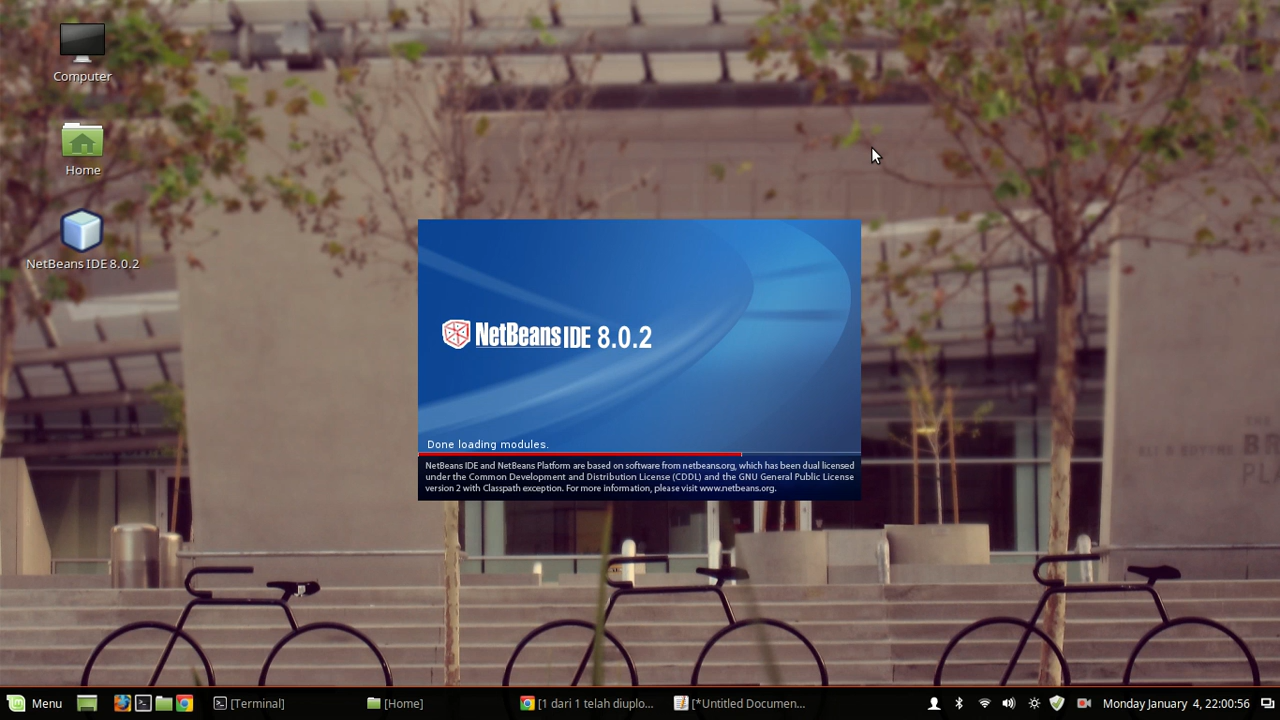 Computer
Home
NetBeans IDE 8.0.2
NetBeans IDE 8.0.2
Done loading modules.
NetBeans IDE and NetBeans Platform are based on software from netbeans.org, which has been dual licensed
under the Common Development and Distribution License (CDDL) and the GNU General Public License
version 2 with Classpath exception. For more information, please visit www.netbeans.org.
THE
BR
PL
Menu
[Terminal]
[Home]
[1 dari 1 telah diuplo...
[*Untitled Documen...
Monday January 4, 22:00:56